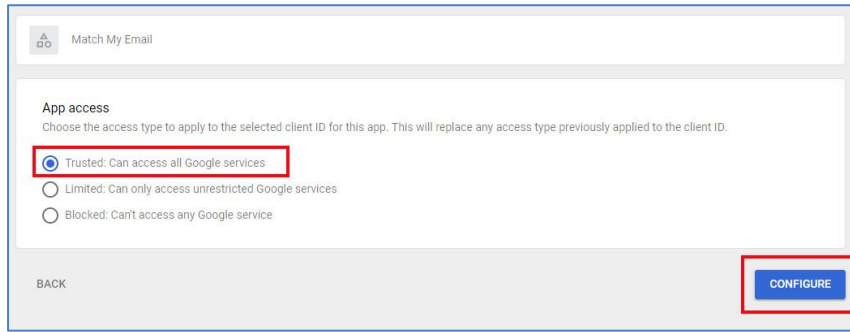 Match My Email
App access
Choose the access type to apply to the selected client ID for this app. This will replace any access type previously applied to the client ID.
Trusted: Can access all Google services
Limited: Can only access unrestricted Google services
Blocked: Can't access any Google service
BACK
CONFIGURE